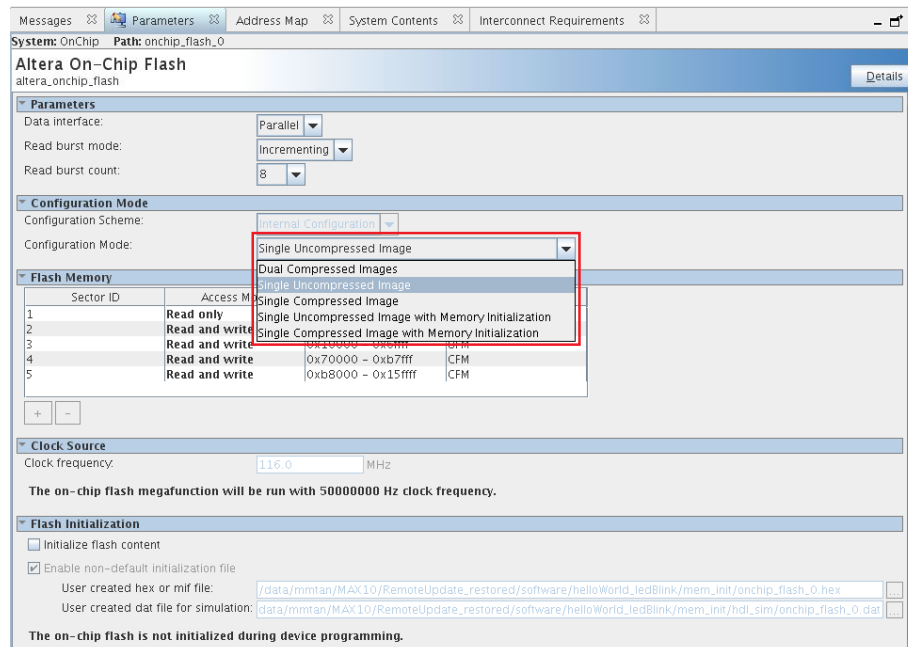 Messages Parameters Address Map System Contents Interconnect Requirements
System: OnChip Path: onchip_flash_0
Altera On-Chip Flash
altera_onchip_flash
Details
Parameters
Data interface: Parallel
Read burst mode: Incrementing
Read burst count: 8
Configuration Mode
Configuration Scheme: Internal Configuration
Configuration Mode: Single Uncompressed Image
Dual Compressed Images
Single Uncompressed Image
Single Compressed Image
Single Uncompressed Image with Memory Initialization
Single Compressed Image with Memory Initialization
Flash Memory
Sector ID Access
1 Read only
2 Read and write
3 Read and write
4 Read and write 0x70000 - 0xb7fff CFM
5 Read and write 0xb8000 - 0x15ffff CFM
+ -
Clock Source
Clock frequency: 116.0 MHz
The on-chip flash megafunction will be run with 50000000 Hz clock frequency.
Flash Initialization
Initialize flash content
Enable non-default initialization file
User created hex or mif file: /data/mmtan/MAX10/RemoteUpdate_restored/software/helloWorld_ledBlink/mem_init/onchip_flash_0.hex ...
User created dat file for simulation: data/mmtan/MAX10/RemoteUpdate_restored/software/helloWorld_ledBlink/mem_init/hdl_sim/onchip_flash_0.dat ...
The on-chip flash is not initialized during device programming.